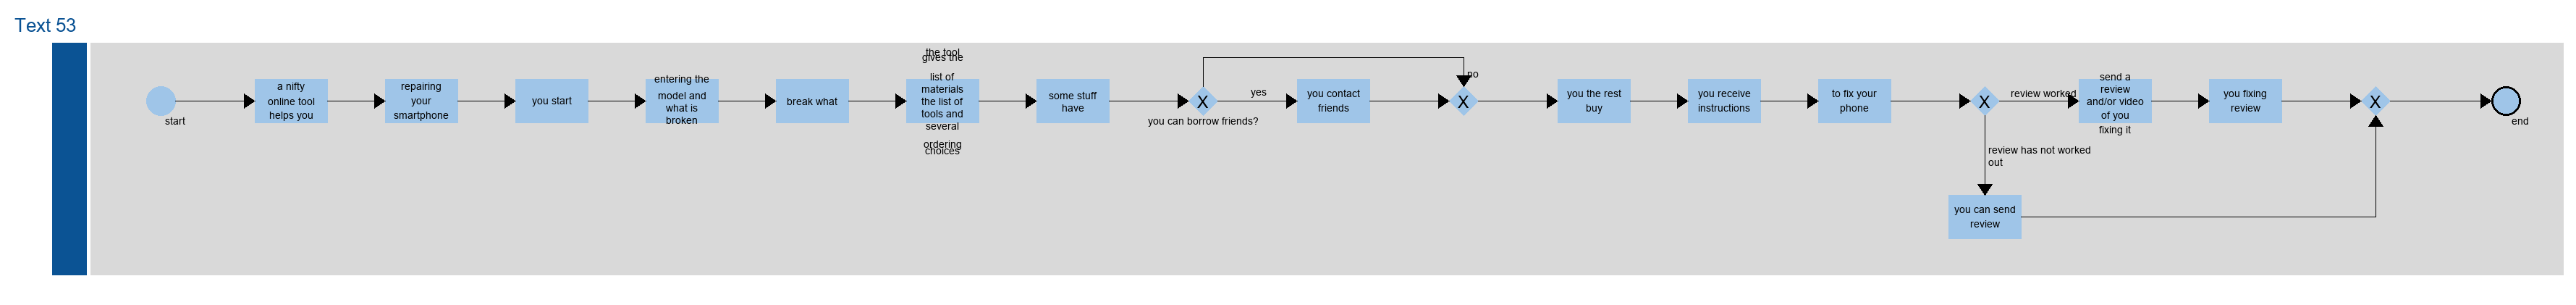 Text 53
start
a nifty
online tool
helps you
repairing
your
smartphone
you start
entering the
model and
what is
broken
break what
the tool
gives the
list of
materials
the list of
tools and
several
ordering
choices
some stuff
have
X
you can borrow friends?
yes
you contact
friends
no
X
you the rest
buy
you receive
instructions
to fix your
phone
X
review worked
review has not worked
out
send a
review
and/or video
of you
fixing it
you fixing
review
you can send
review
X
end